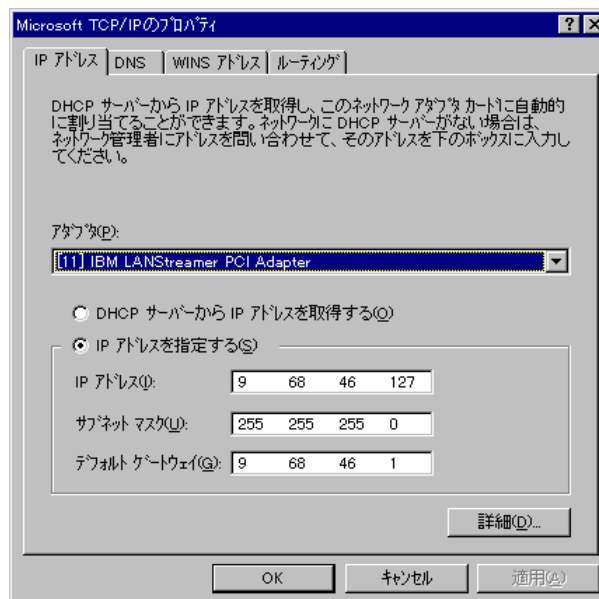 Microsoft TCP/IPのプロパティ
IP アドレス DNS WINS アドレス ルーティング
DHCP サーバーから IP アドレスを取得し、このネットワーク アダプタ カードに自動的
に割り当てることができます。ネットワークに DHCP サーバーがない場合は、
ネットワーク管理者にアドレスを問い合わせて、そのアドレスを下のボックスに入力し
てください。
アダプタ(P):
[11] IBM LANStreamer PCI Adapter
DHCP サーバーから IP アドレスを取得する(O)
IP アドレスを指定する(S)
IP アドレス(I): 9 68 46 127
サブネット マスク(U): 255 255 255 0
デフォルト ゲートウェイ(G): 9 68 46 1
詳細(D)...
OK キャンセル 適用(A)